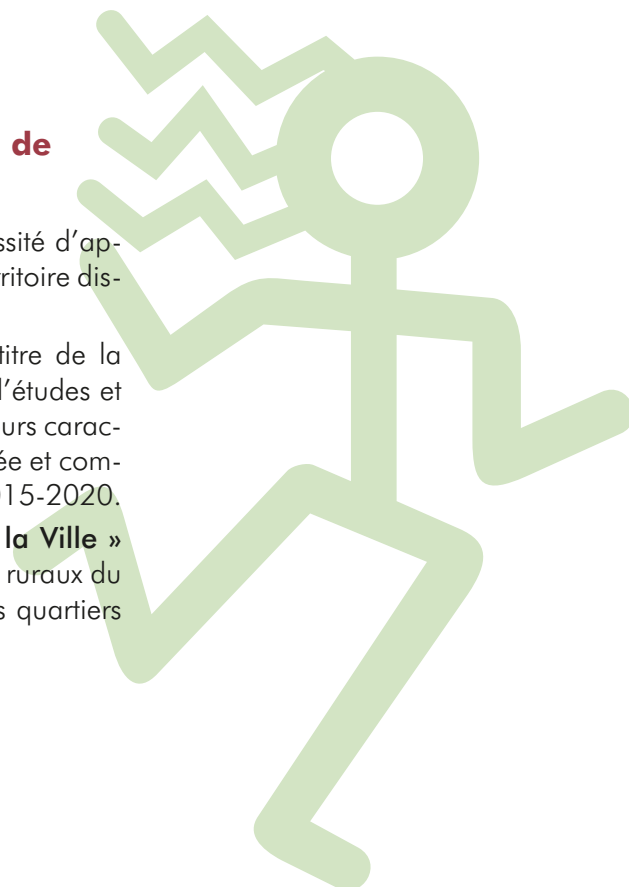 de
ssité d’ap-
ritoire dis-
titre de la
l’études et
urs carac-
ée et com-
15-2020.
la Ville »
ruraux du
s quartiers